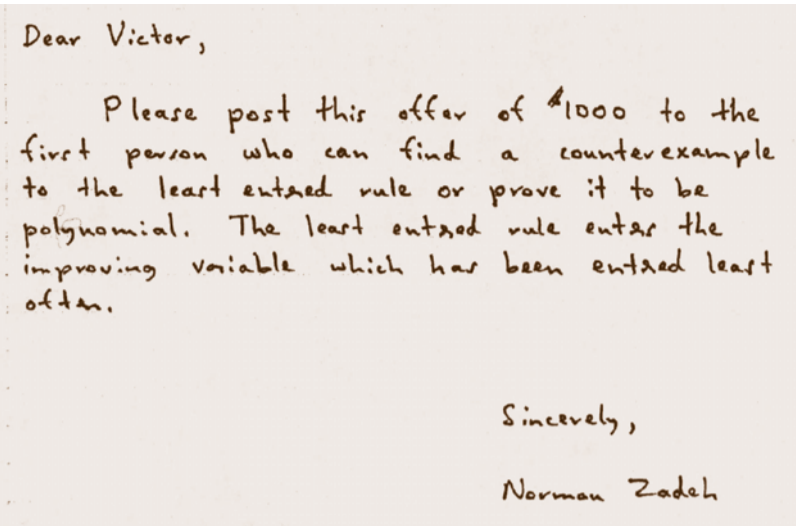 Dear Victor,
Please post this offer of $1000 to the
first person who can find a counterexample
to the least entered rule or prove it to be
polynomial. The least entered rule enters the
improving variable which has been entered least
often.
Sincerely,
Norman Zadeh